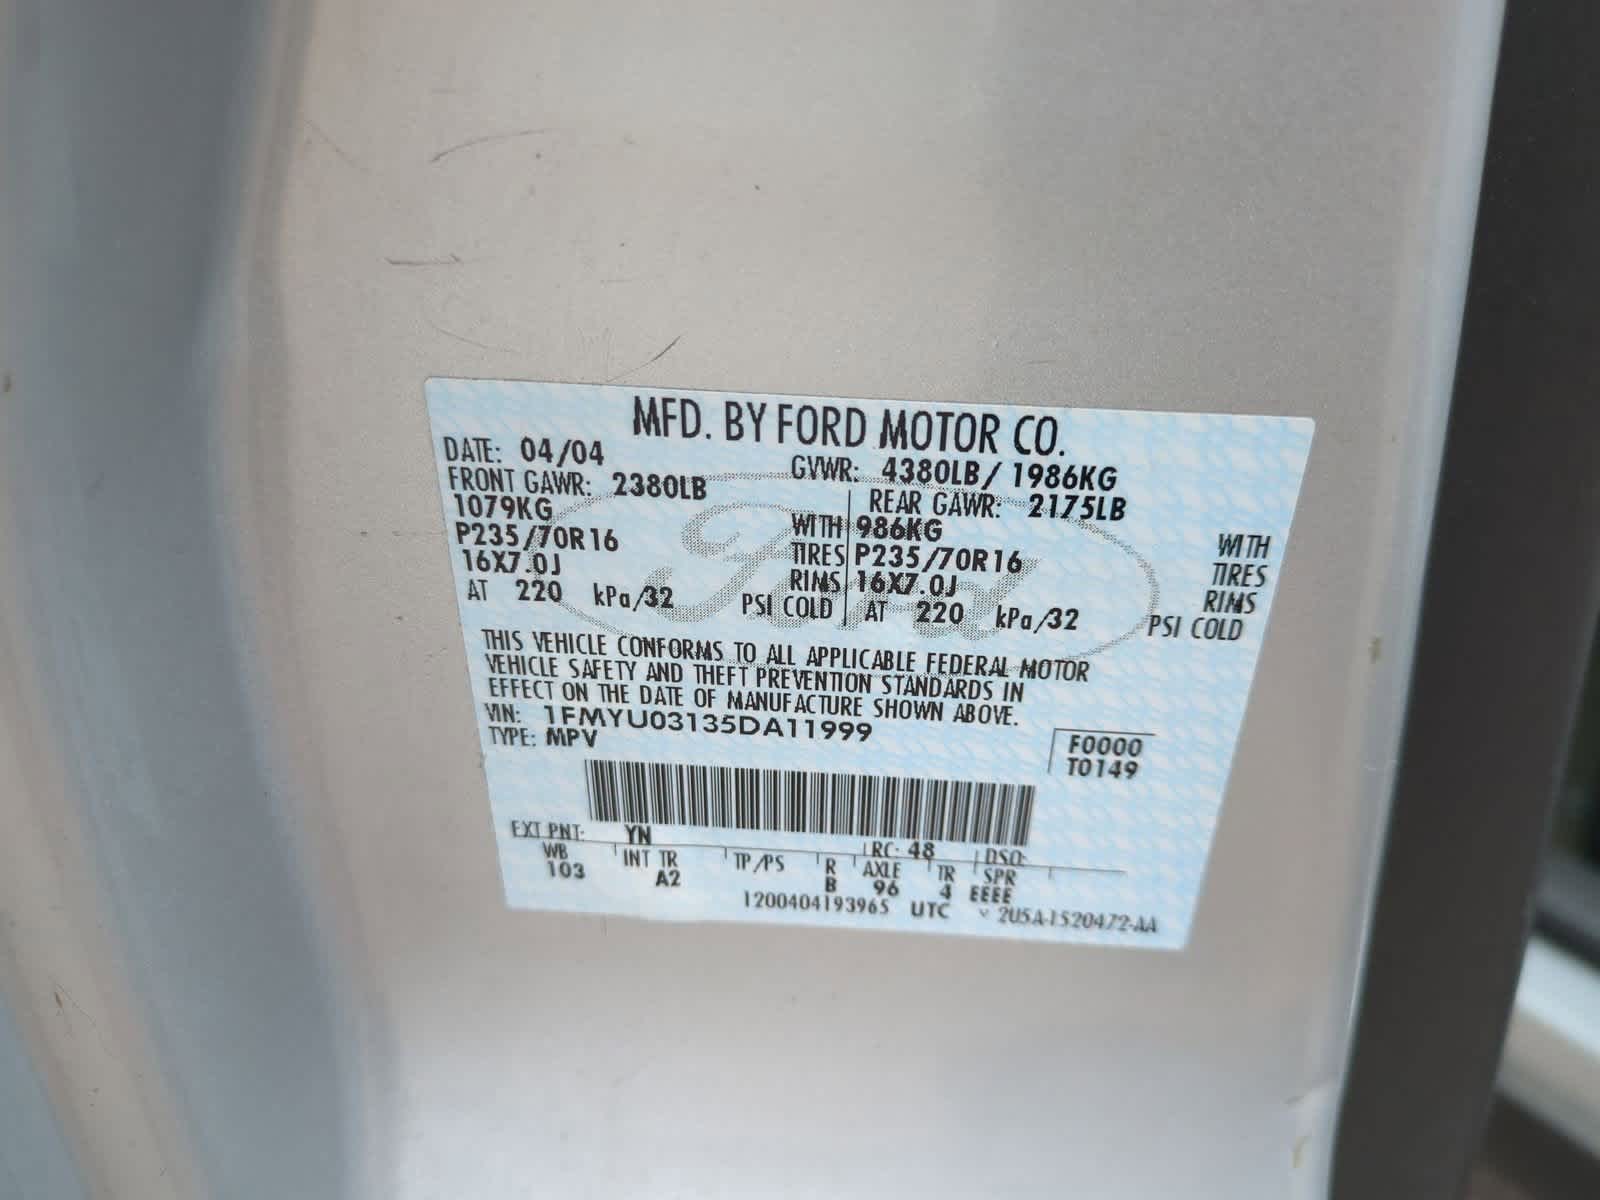 MFD. BY FORD MOTOR CO.
DATE: 04/04 GVWR: 4380LB/ 1986KG
FRONT GAWR: 2380LB REAR GAWR: 2175LB
1079KG WITH 986KG WITH
P235/70R16 TIRES P235/70R16 TIRES
16X7.0J RIMS 16X7.0J RIMS
AT 220 kPa/32 PSI COLD AT 220 kPa/32 PSI COLD
Ford
THIS VEHICLE CONFORMS TO ALL APPLICABLE FEDERAL MOTOR
VEHICLE SAFETY AND THEFT PREVENTION STANDARDS IN
EFFECT ON THE DATE OF MANUFACTURE SHOWN ABOVE.
VIN: 1FMYU03135DA11999
TYPE: MPV
F0000
T0149
EXT PNT: YN RC: 48 DSO:
WB INT TR TP/PS R AXLE TR SPR
103 A2 B 96 4 EEEE
1200404193965 UTC v 2U5A-1520472-AA